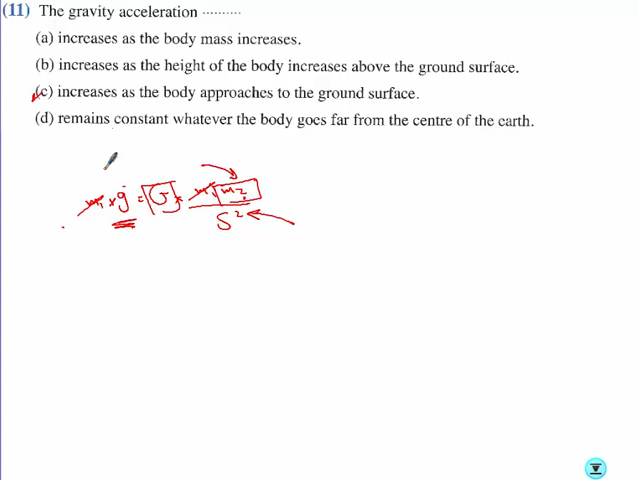 (11) The gravity acceleration ··········
(a) increases as the body mass increases.
(b) increases as the height of the body increases above the ground surface.
(c) increases as the body approaches to the ground surface.
(d) remains constant whatever the body goes far from the centre of the earth.
m₁ × g = G × m₁ m₂
S²